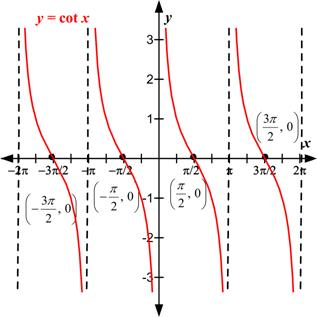 y = cot x
y
3
2
1
(3π/2, 0)
x
-2π -3π/2 -π -π/2 π/2 π 3π/2 2π
(-3π/2, 0) (-π/2, 0) (π/2, 0)
-1
-2
-3